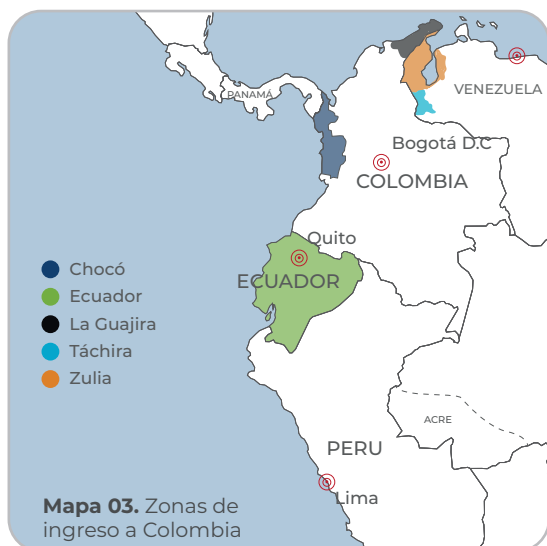 PANAMÁ
VENEZUELA
Bogotá D.C
COLOMBIA
Quito
ECUADOR
Chocó
Ecuador
La Guajira
Táchira
Zulia
ACRE
PERU
Lima
Mapa 03. Zonas de
ingreso a Colombia